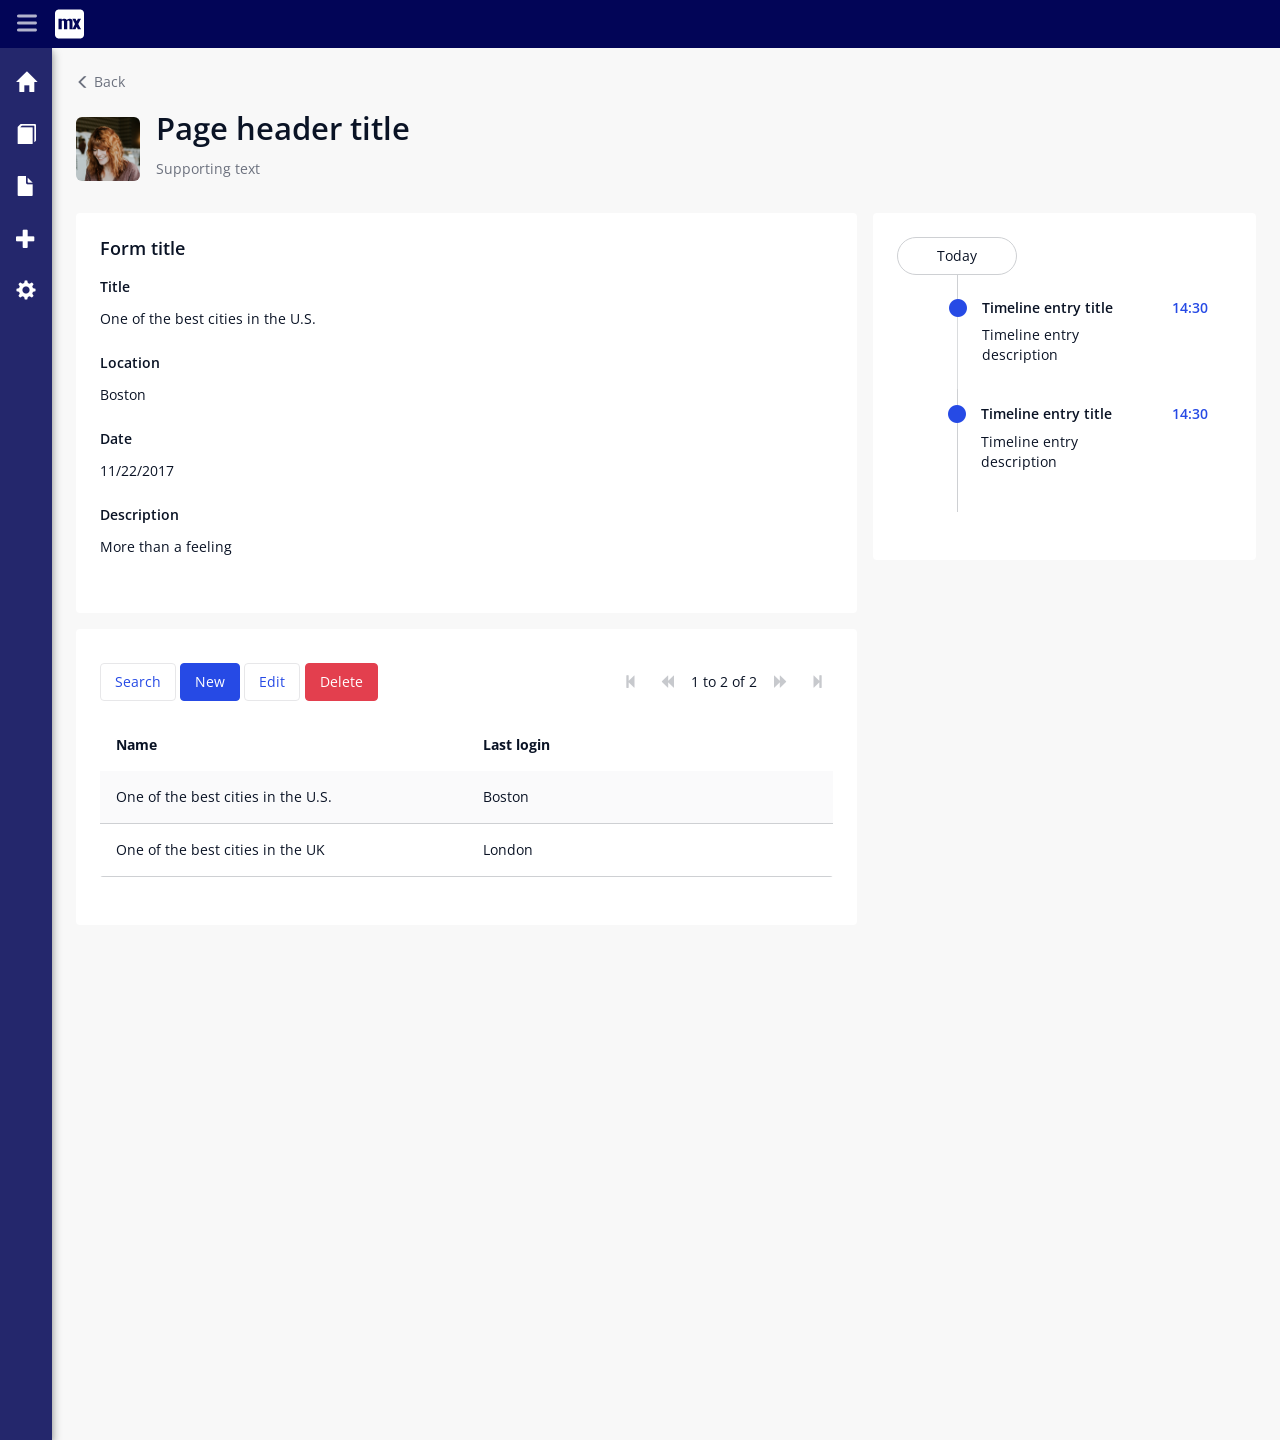 mx
Back
Page header title
Supporting text
Form title
Title
One of the best cities in the U.S.
Location
Boston
Date
11/22/2017
Description
More than a feeling
Today
Timeline entry title 14:30
Timeline entry
description
Timeline entry title 14:30
Timeline entry
description
Search New Edit Delete 1 to 2 of 2
Name Last login
One of the best cities in the U.S. Boston
One of the best cities in the UK London